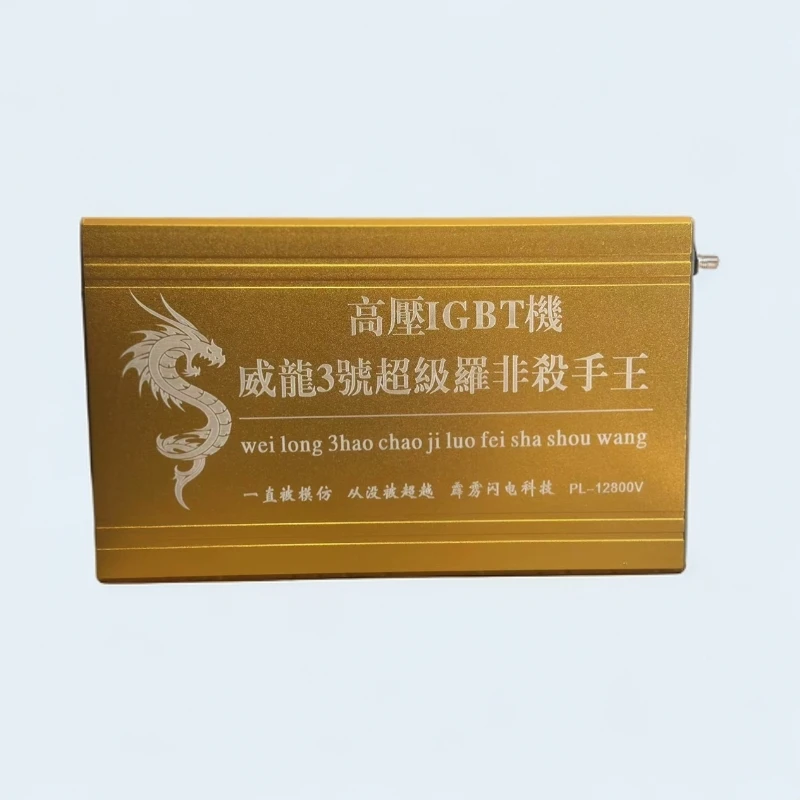 高壓IGBT機
威龍3號超級羅非殺手王
wei long 3hao chao ji luo fei sha shou wang
一直被模仿 从没被超越 霹雳闪电科技 PL-12800V